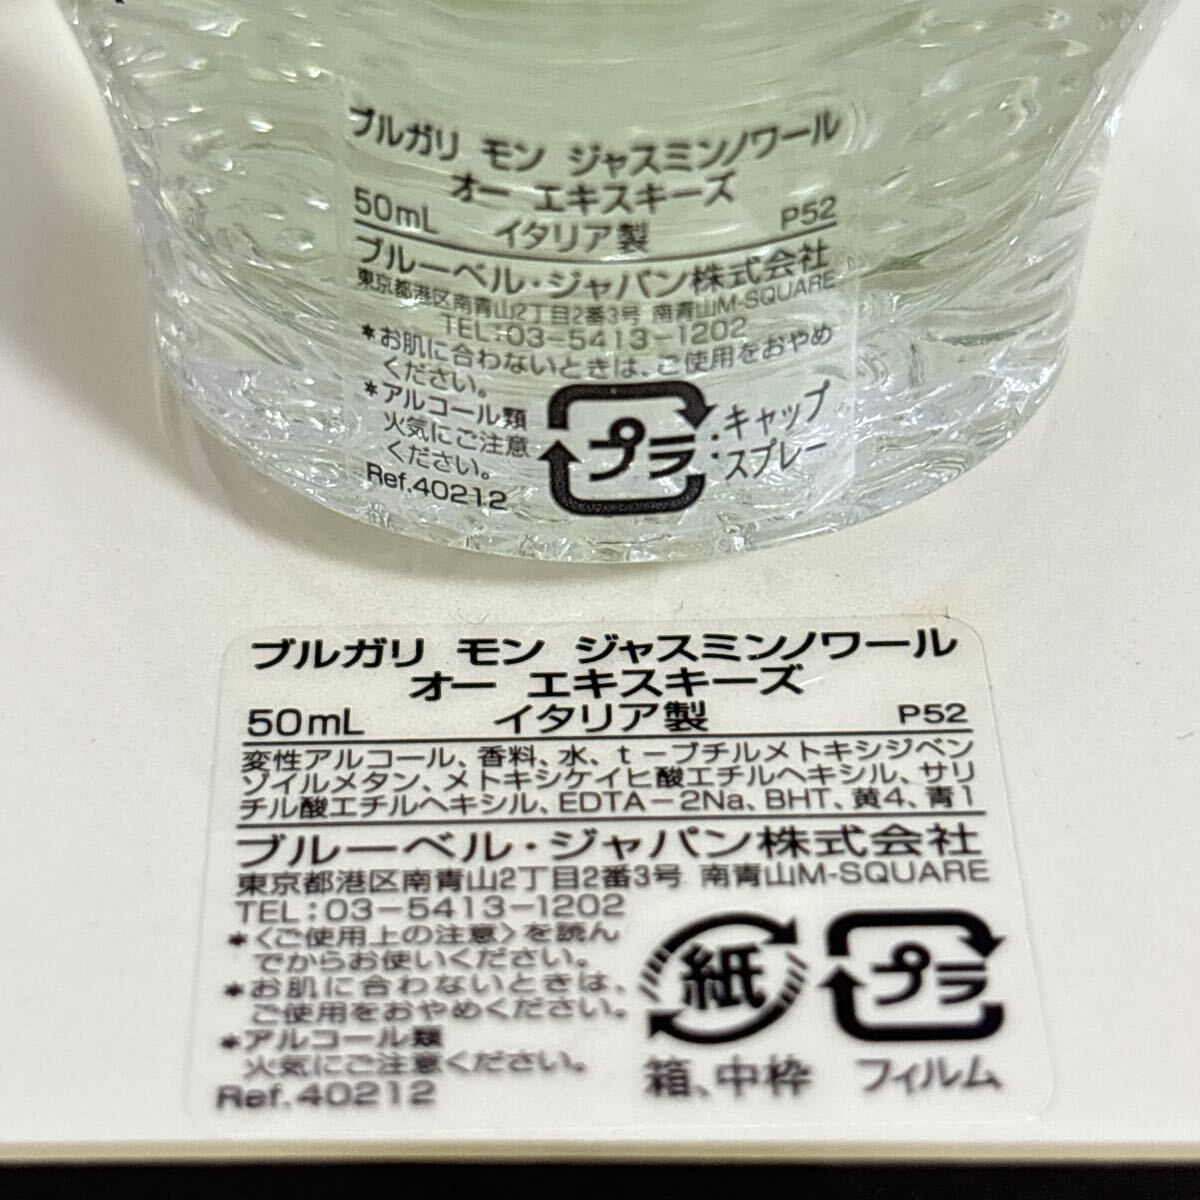 ブルガリ モン ジャスミンノワール
オー エキスキーズ
50mL イタリア製 P52
ブルーベル・ジャパン株式会社
東京都港区南青山2丁目2番3号 南青山M-SQUARE
TEL:03-5413-1202
*お肌に合わないときは、ご使用をおやめ
ください。
*アルコール類
火気にご注意
ください。
Ref.40212
プラ
:キャップ
スプレー
ブルガリ モン ジャスミンノワール
オー エキスキーズ
50mL イタリア製 P52
変性アルコール、香料、水、t-ブチルメトキシジベン
ゾイルメタン、メトキシケイヒ酸エチルヘキシル、サリ
チル酸エチルヘキシル、EDTA-2Na、BHT、黄4、青1
ブルーベル・ジャパン株式会社
東京都港区南青山2丁目2番3号 南青山M-SQUARE
TEL:03-5413-1202
*〈ご使用上の注意〉を読ん
でからお使いください。
*お肌に合わないときは、
ご使用をおやめください。
*アルコール類
火気にご注意ください。
Ref.40212
紙
箱、中枠
プラ
フィルム